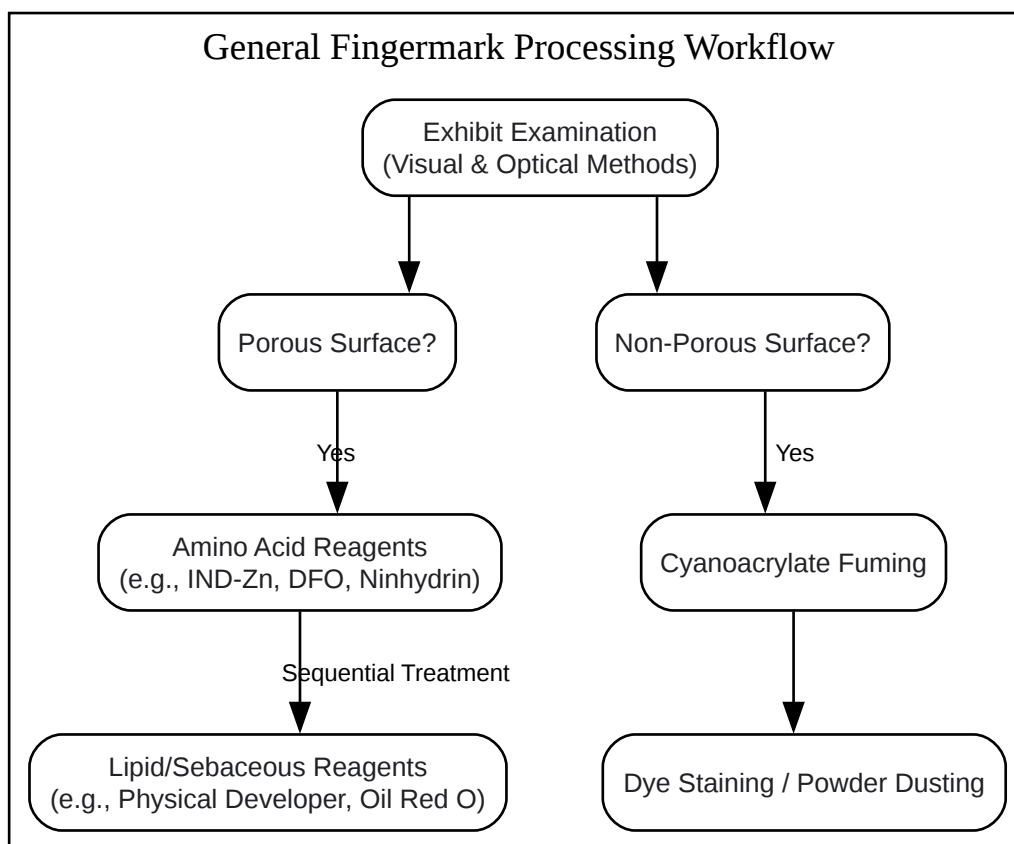 General Fingermark Processing Workflow
Exhibit Examination
(Visual & Optical Methods)
Porous Surface?
Non-Porous Surface?
Yes
Yes
Amino Acid Reagents
(e.g., IND-Zn, DFO, Ninhydrin)
Cyanoacrylate Fuming
Sequential Treatment
Lipid/Sebaceous Reagents
(e.g., Physical Developer, Oil Red O)
Dye Staining / Powder Dusting